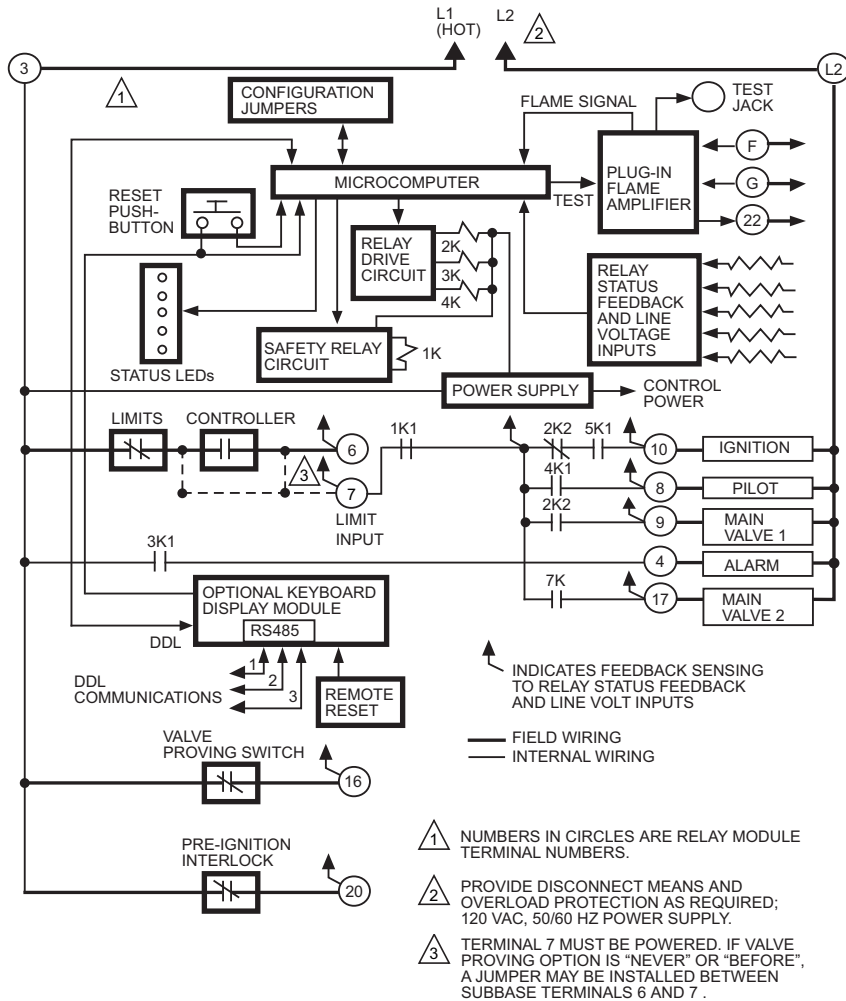 L1
(HOT)
L2
2
3
L2
1
CONFIGURATION
JUMPERS
FLAME SIGNAL
TEST
JACK
MICROCOMPUTER
TEST
PLUG-IN
FLAME
AMPLIFIER
F
G
22
RESET
PUSH-
BUTTON
RELAY
DRIVE
CIRCUIT
2K
3K
4K
RELAY
STATUS
FEEDBACK
AND LINE
VOLTAGE
INPUTS
STATUS LEDs
SAFETY RELAY
CIRCUIT
1K
POWER SUPPLY
CONTROL
POWER
LIMITS
CONTROLLER
6
3
7
LIMIT
INPUT
1K1
2K2
5K1
10
IGNITION
4K1
8
PILOT
2K2
9
MAIN
VALVE 1
3K1
4
ALARM
7K
17
MAIN
VALVE 2
OPTIONAL KEYBOARD
DISPLAY MODULE
RS485
DDL
1
2
3
DDL
COMMUNICATIONS
REMOTE
RESET
INDICATES FEEDBACK SENSING
TO RELAY STATUS FEEDBACK
AND LINE VOLT INPUTS
FIELD WIRING
INTERNAL WIRING
VALVE
PROVING SWITCH
16
PRE-IGNITION
INTERLOCK
20
1 NUMBERS IN CIRCLES ARE RELAY MODULE
TERMINAL NUMBERS.
2 PROVIDE DISCONNECT MEANS AND
OVERLOAD PROTECTION AS REQUIRED;
120 VAC, 50/60 HZ POWER SUPPLY.
3 TERMINAL 7 MUST BE POWERED. IF VALVE
PROVING OPTION IS “NEVER” OR “BEFORE”,
A JUMPER MAY BE INSTALLED BETWEEN
SUBBASE TERMINALS 6 AND 7 .